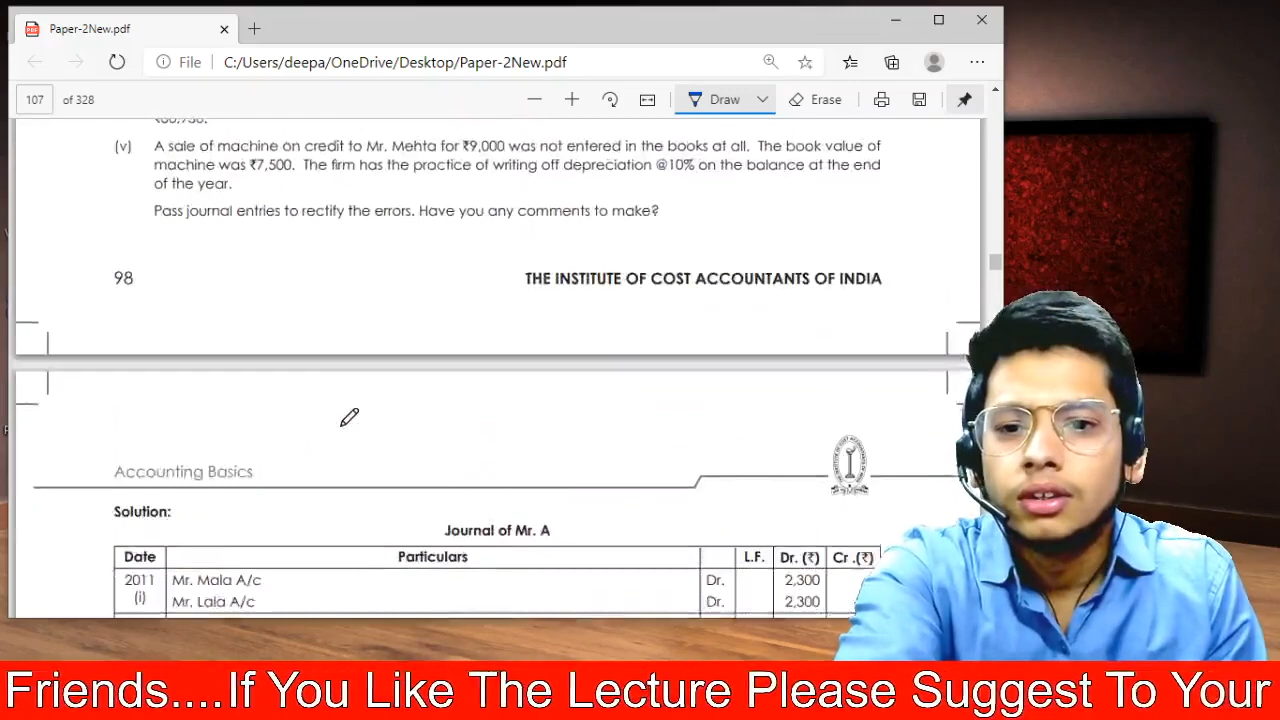 Paper-2New.pdf
File
C:/Users/deepa/OneDrive/Desktop/Paper-2New.pdf
107 of 328
Draw
Erase
(v) A sale of machine on credit to Mr. Mehta for ₹9,000 was not entered in the books at all. The book value of
machine was ₹7,500. The firm has the practice of writing off depreciation @10% on the balance at the end
of the year.
Pass journal entries to rectify the errors. Have you any comments to make?
98 THE INSTITUTE OF COST ACCOUNTANTS OF INDIA
Accounting Basics
Solution:
Journal of Mr. A
Date Particulars L.F. Dr. (₹) Cr .(₹)
2011 Mr. Mala A/c Dr. 2,300
(i) Mr. Lala A/c Dr. 2,300
Friends....If You Like The Lecture Please Suggest To Your